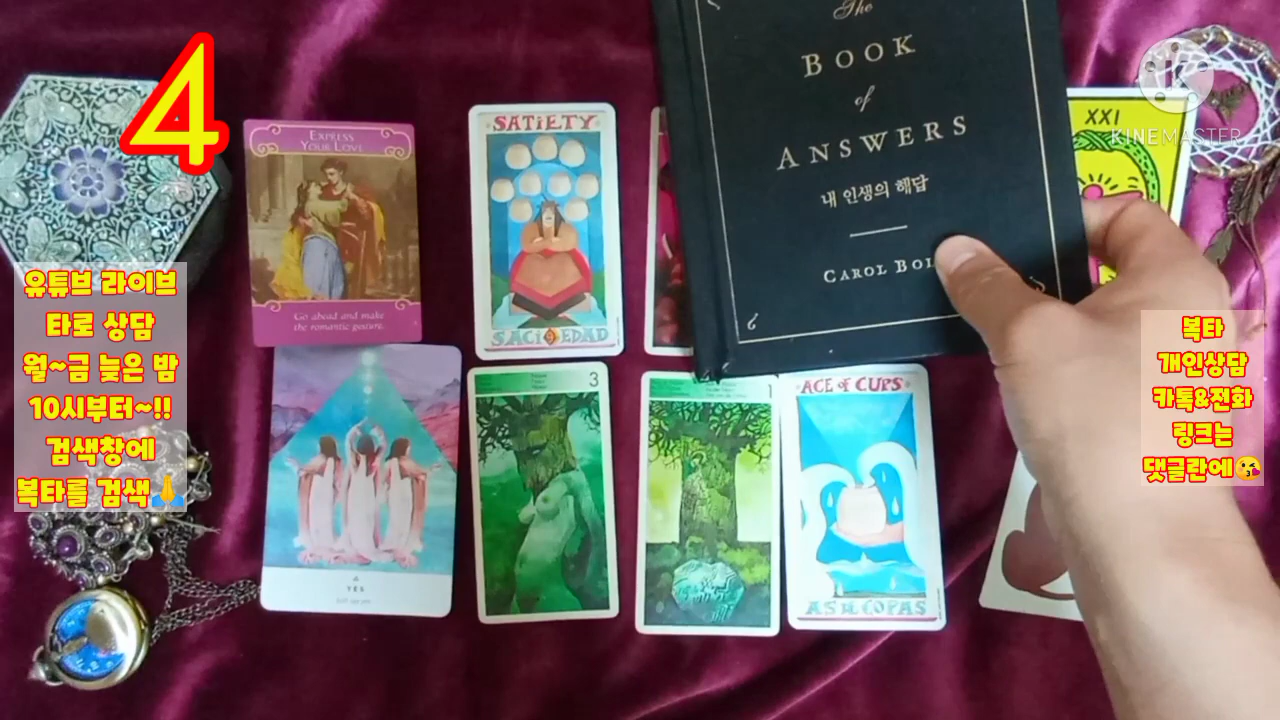 4
유튜브 라이브
타로 상담
월~금 늦은 밤
10시부터~!!
검색창에
복타를 검색🙏
EXPRESS
YOUR LOVE
Go ahead and make
the romantic gesture.
YES
SATIETY
SACIEDAD
3
1
ACE of CUPS
AS de COPAS
The
BOOK
of
ANSWERS
내 인생의 해답
CAROL BOL
XXI
KINEMASTER
복타
개인상담
카톡&전화
링크는
댓글란에😘